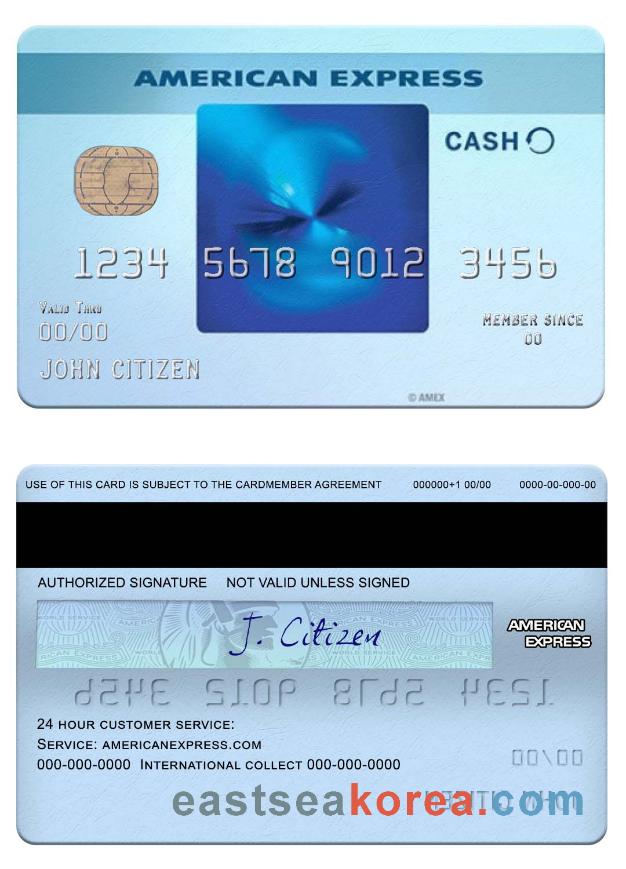 AMERICAN EXPRESS
CASH
1234 5678 9012 3456
VALID THRU
00/00
MEMBER SINCE
00
JOHN CITIZEN
© AMEX
USE OF THIS CARD IS SUBJECT TO THE CARDMEMBER AGREEMENT 000000+1 00/00 0000-00-000-00
AUTHORIZED SIGNATURE NOT VALID UNLESS SIGNED
J. Citizen
AMERICAN
EXPRESS
1234 5678 9012 3456
24 HOUR CUSTOMER SERVICE:
SERVICE: AMERICANEXPRESS.COM
00/00
000-000-0000 INTERNATIONAL COLLECT 000-000-0000
eastseakorea.com
JOHN CITIZEN